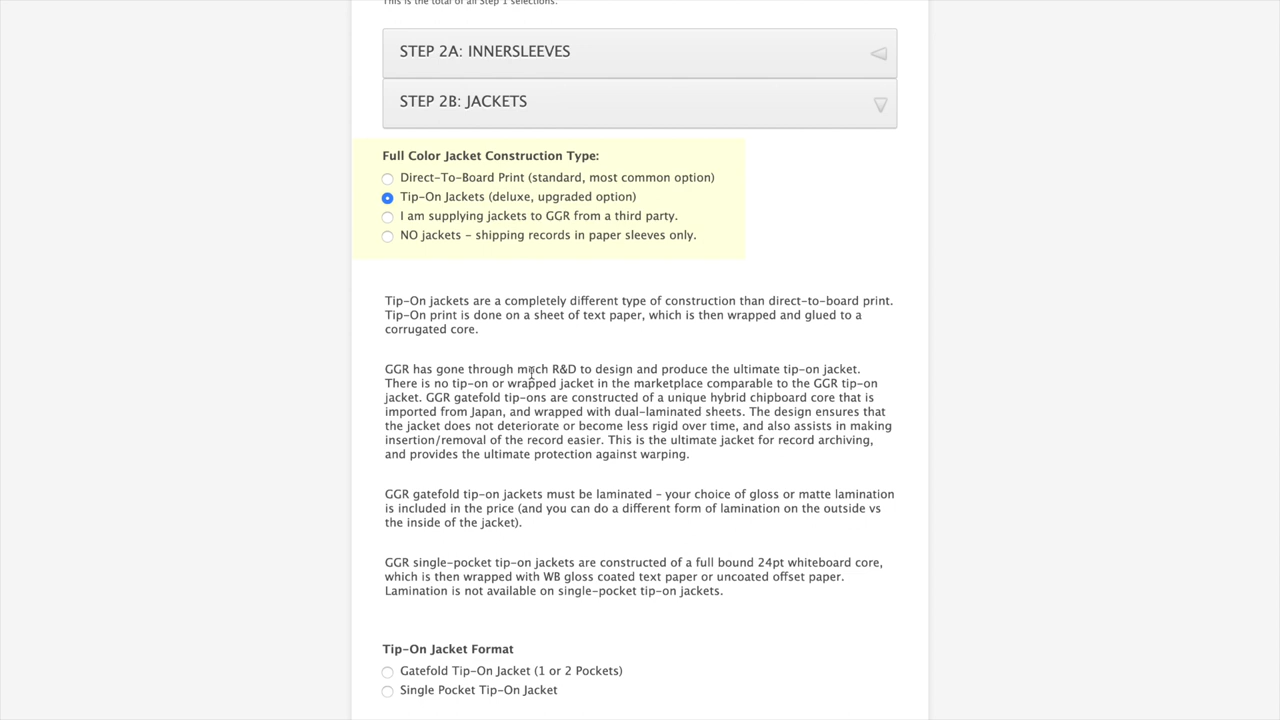 This is the total of all Step 1 selections.
STEP 2A: INNERSLEEVES
STEP 2B: JACKETS
Full Color Jacket Construction Type:
Direct-To-Board Print (standard, most common option)
Tip-On Jackets (deluxe, upgraded option)
I am supplying jackets to GGR from a third party.
NO jackets - shipping records in paper sleeves only.
Tip-On jackets are a completely different type of construction than direct-to-board print.
Tip-On print is done on a sheet of text paper, which is then wrapped and glued to a
corrugated core.
GGR has gone through much R&D to design and produce the ultimate tip-on jacket.
There is no tip-on or wrapped jacket in the marketplace comparable to the GGR tip-on
jacket. GGR gatefold tip-ons are constructed of a unique hybrid chipboard core that is
imported from Japan, and wrapped with dual-laminated sheets. The design ensures that
the jacket does not deteriorate or become less rigid over time, and also assists in making
insertion/removal of the record easier. This is the ultimate jacket for record archiving,
and provides the ultimate protection against warping.
GGR gatefold tip-on jackets must be laminated - your choice of gloss or matte lamination
is included in the price (and you can do a different form of lamination on the outside vs
the inside of the jacket).
GGR single-pocket tip-on jackets are constructed of a full bound 24pt whiteboard core,
which is then wrapped with WB gloss coated text paper or uncoated offset paper.
Lamination is not available on single-pocket tip-on jackets.
Tip-On Jacket Format
Gatefold Tip-On Jacket (1 or 2 Pockets)
Single Pocket Tip-On Jacket